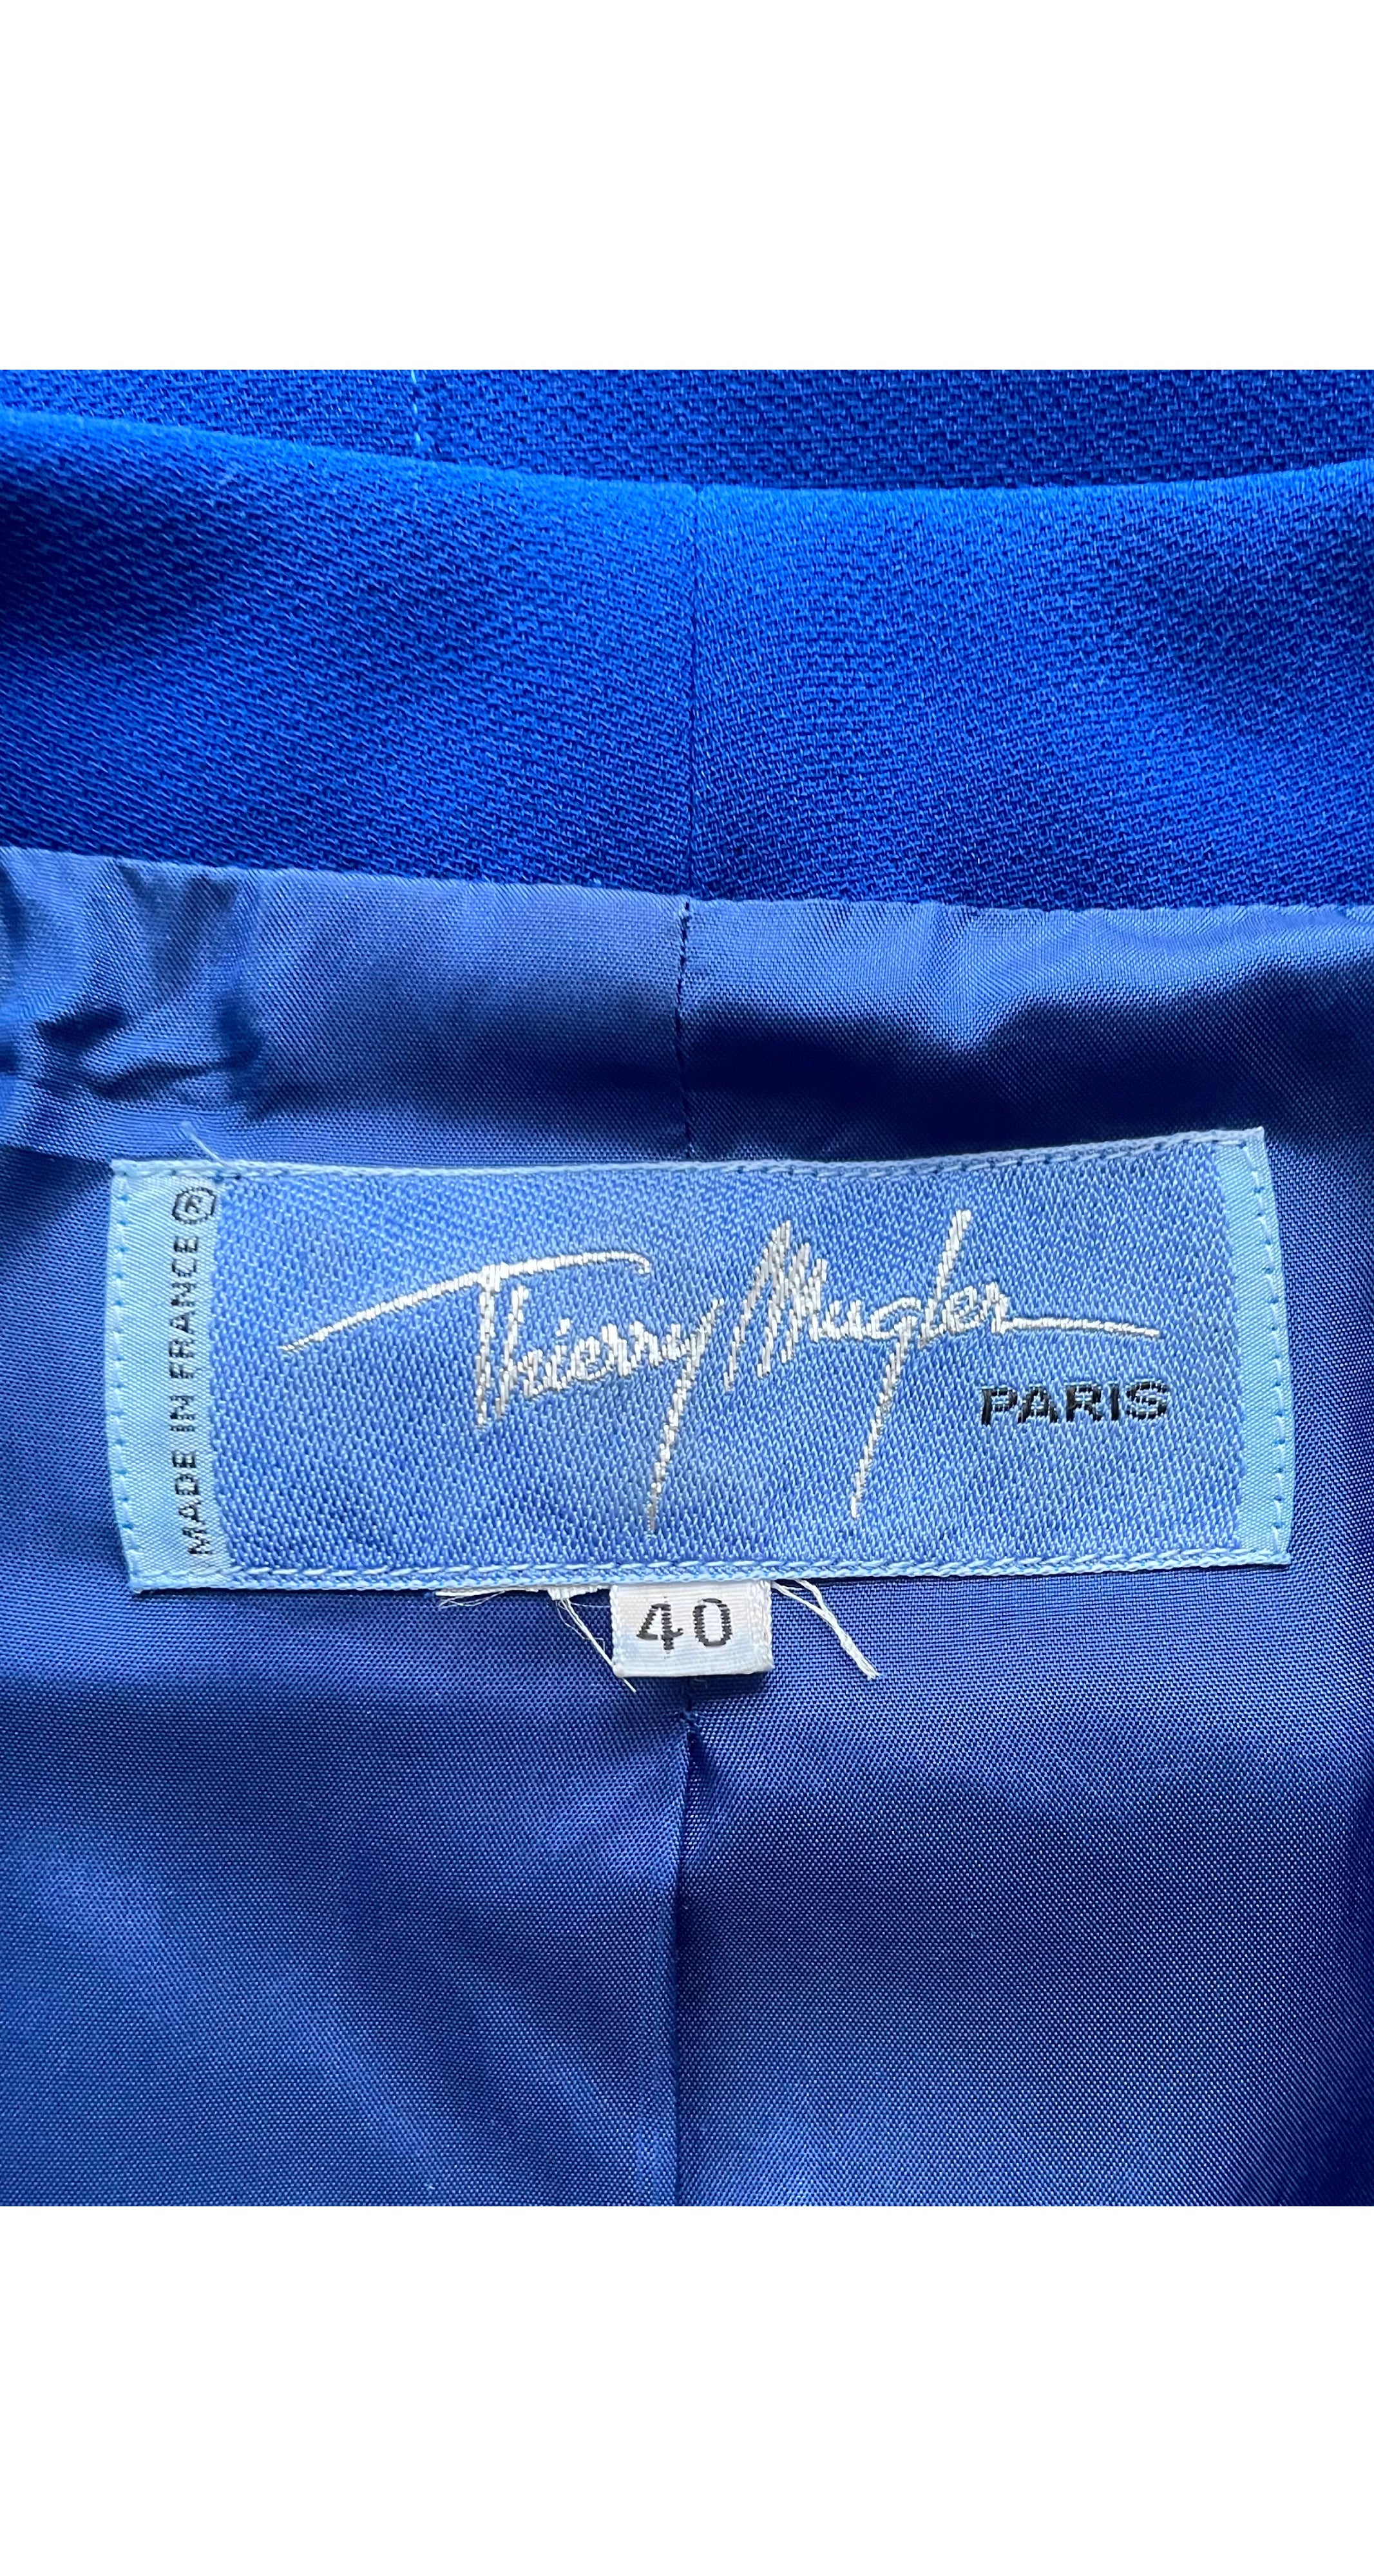 MADE IN FRANCE ®
Thierry Mugler
PARIS
40